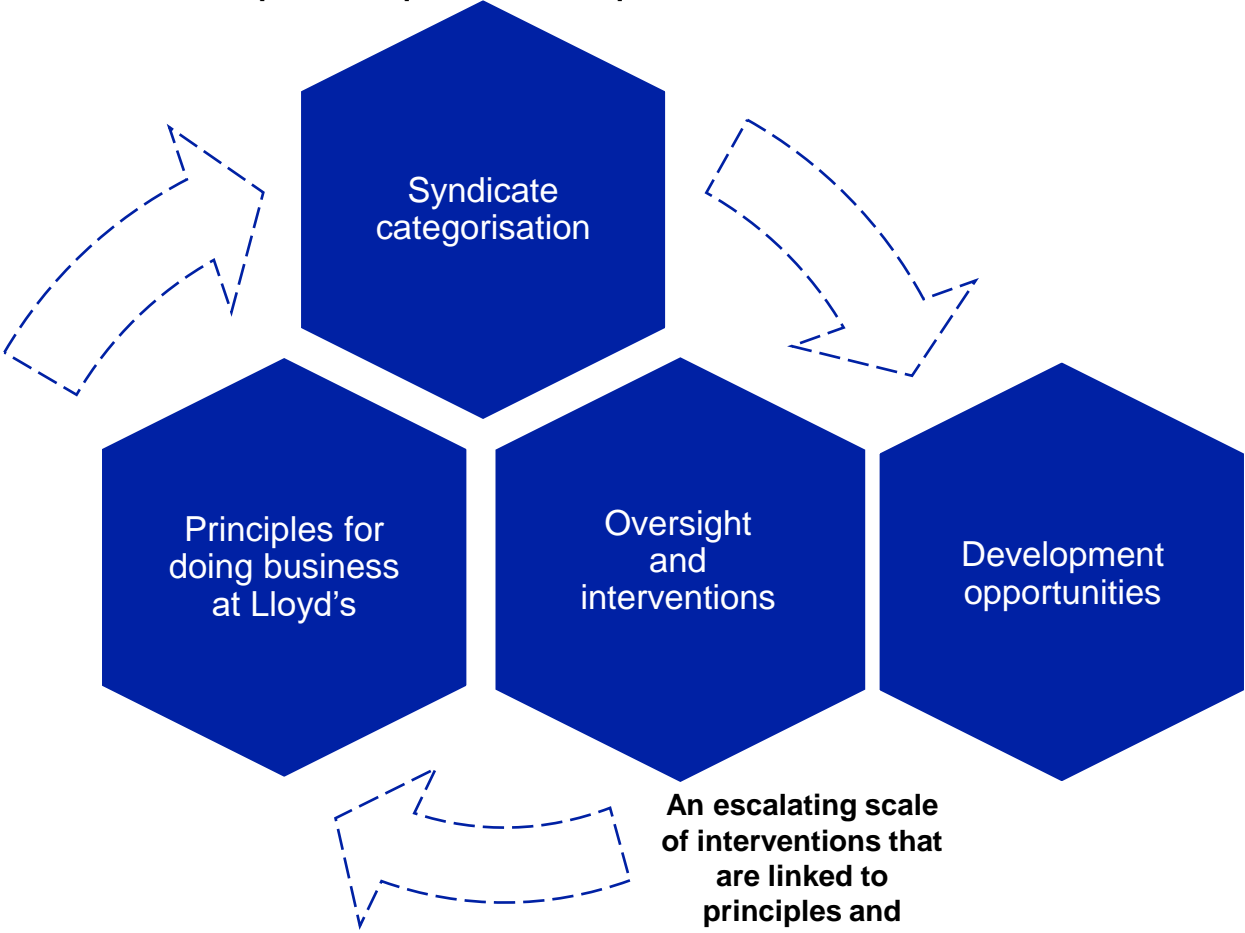 Syndicate
categorisation
Principles for
doing business
at Lloyd's
Oversight
and
interventions
Development
opportunities
An escalating scale
of interventions that
are linked to
principles and